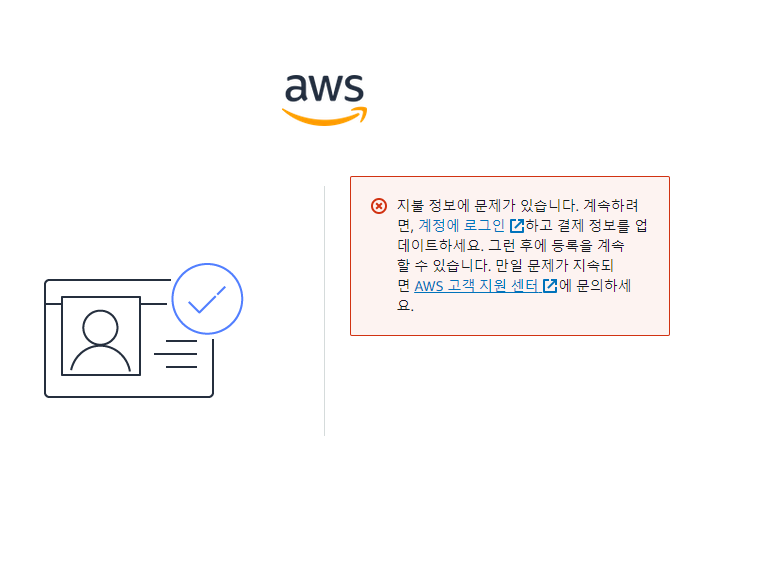 aws
지불 정보에 문제가 있습니다. 계속하려
면, 계정에 로그인 하고 결제 정보를 업
데이트하세요. 그런 후에 등록을 계속
할 수 있습니다. 만일 문제가 지속되
면 AWS 고객 지원 센터 에 문의하세
요.